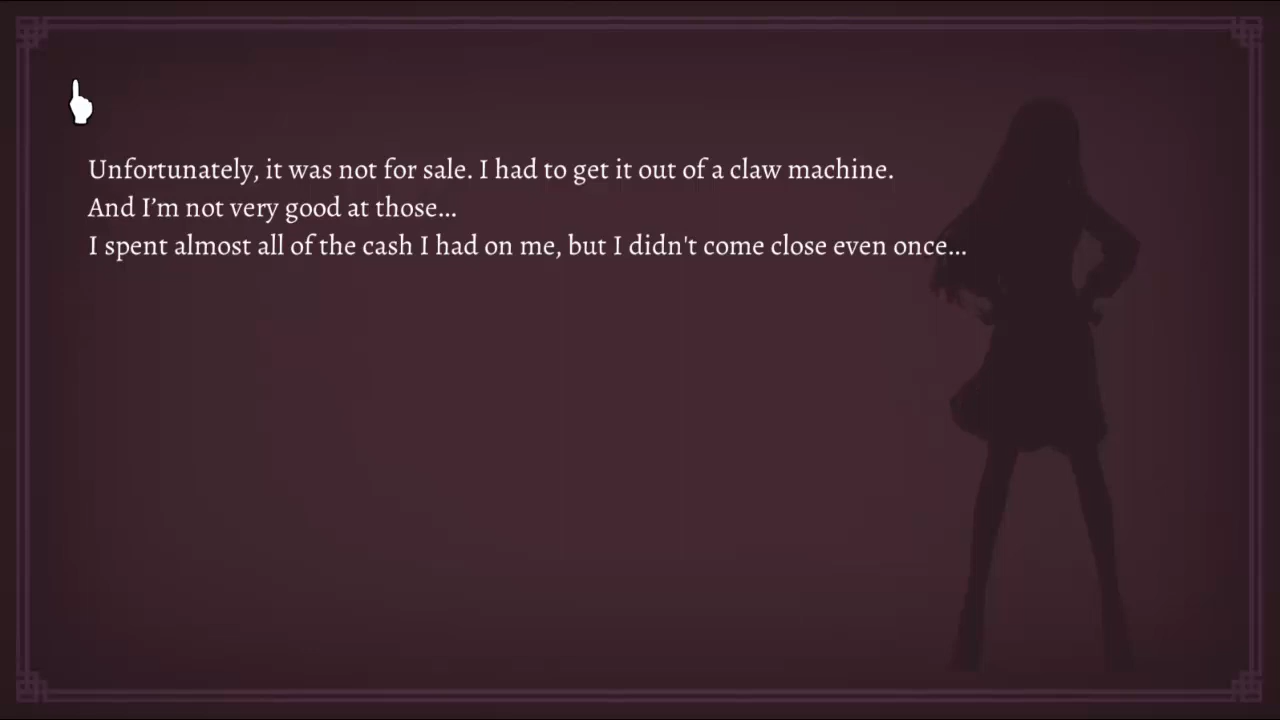 Unfortunately, it was not for sale. I had to get it out of a claw machine.
And I’m not very good at those...
I spent almost all of the cash I had on me, but I didn't come close even once...